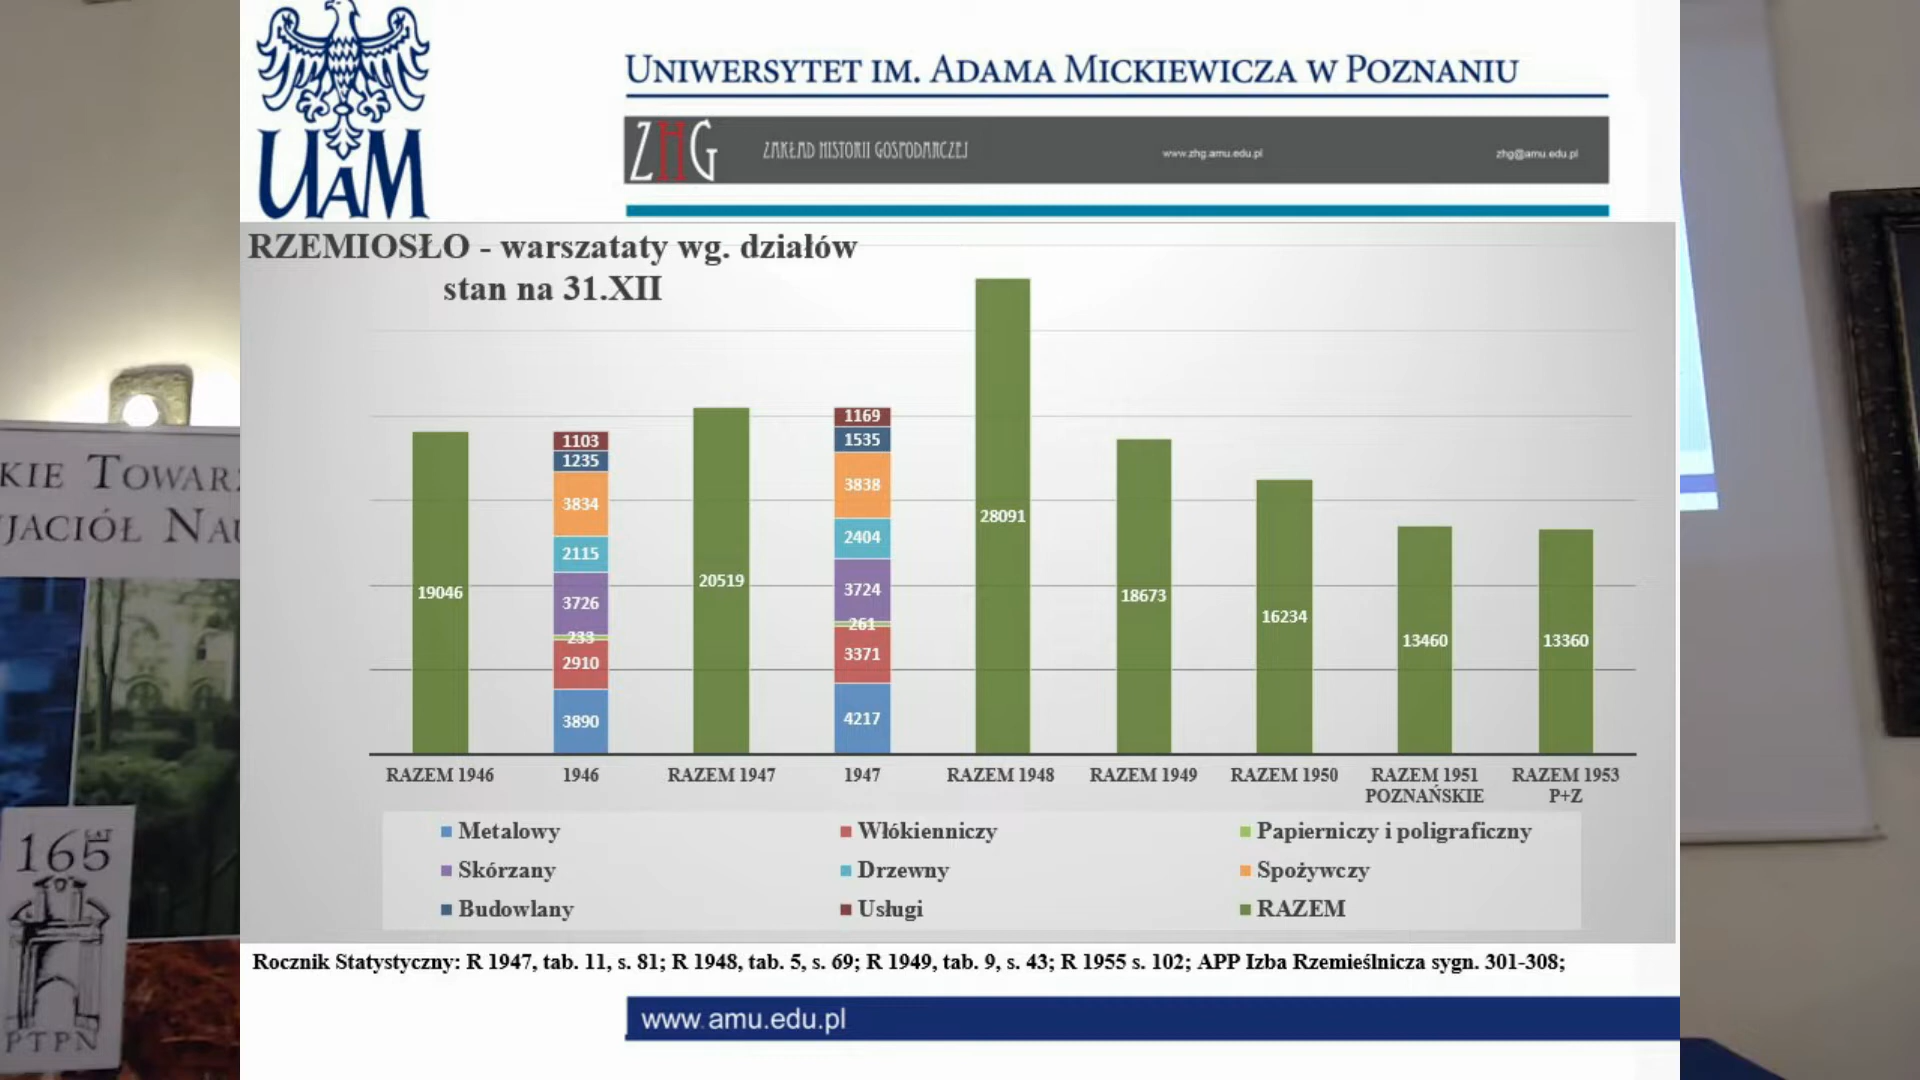 UAM
UNIWERSYTET IM. ADAMA MICKIEWICZA W POZNANIU
ZHG ZAKŁAD HISTORII GOSPODARCZEJ www.zhg.amu.edu.pl zhg@amu.edu.pl
RZEMIOSŁO - warsztataty wg. działów
stan na 31.XII
1103
1235
3834
2115
3726
233
2910
3890
1169
1535
3838
2404
3724
261
3371
4217
19046
20519
28091
18673
16234
13460
13360
RAZEM 1946
1946
RAZEM 1947
1947
RAZEM 1948
RAZEM 1949
RAZEM 1950
RAZEM 1951
POZNAŃSKIE
RAZEM 1953
P+Z
Metalowy
Włókienniczy
Papierniczy i poligraficzny
Skórzany
Drzewny
Spożywczy
Budowlany
Usługi
RAZEM
Rocznik Statystyczny: R 1947, tab. 11, s. 81; R 1948, tab. 5, s. 69; R 1949, tab. 9, s. 43; R 1955 s. 102; APP Izba Rzemieślnicza sygn. 301-308;
www.amu.edu.pl
KIE TOWAR
JACIÓŁ NAU
165 LAT
PTPN